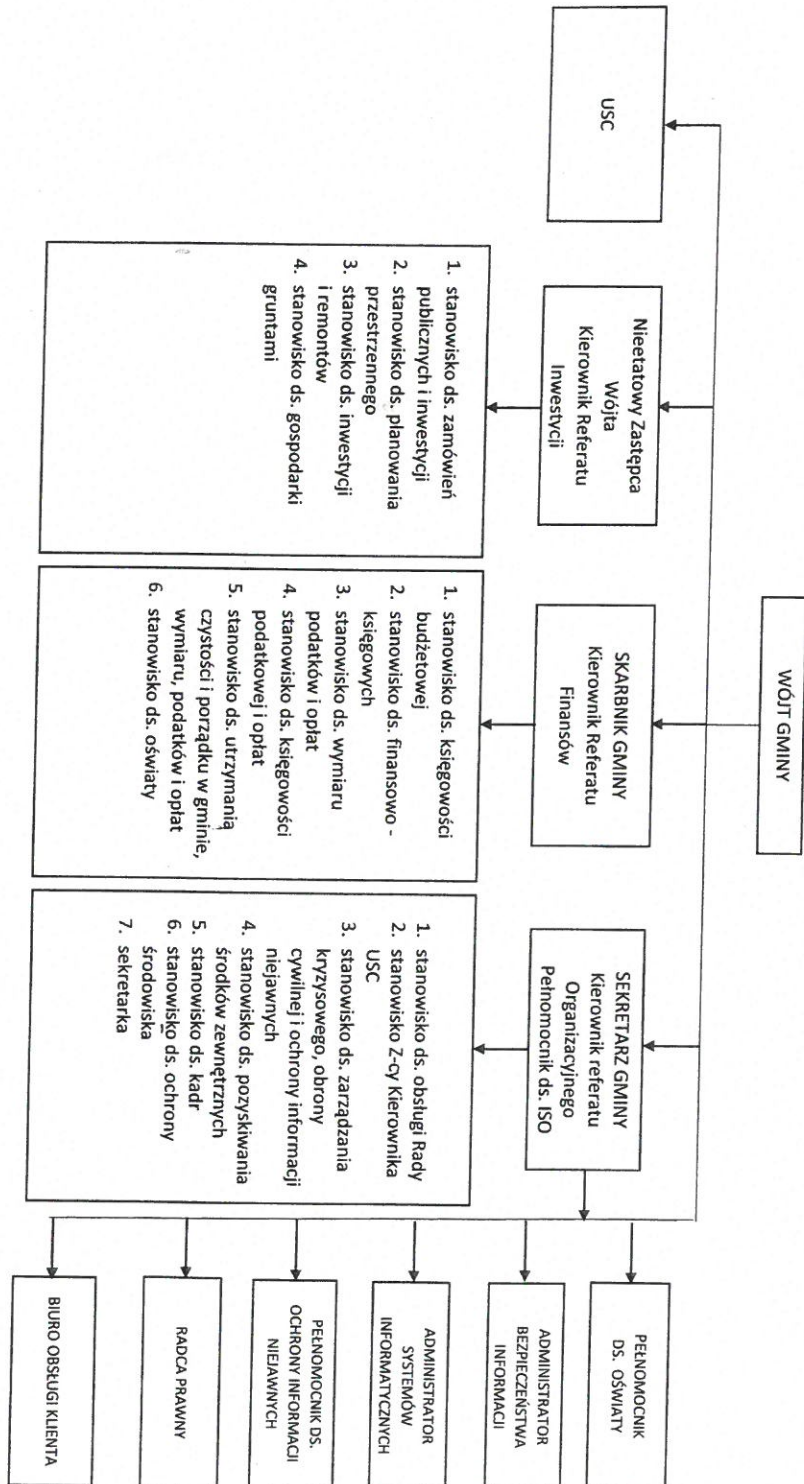 WÓJT GMINY
USC
Nieetatowy Zastępca
Wójta
Kierownik Referatu
Inwestycji
SKARBNIK GMINY
Kierownik Referatu
Finansów
SEKRETARZ GMINY
Kierownik referatu
Organizacyjnego
Pełnomocnik ds. ISO
1. stanowisko ds. zamówień
publicznych i inwestycji
2. stanowisko ds. planowania
przestrzennego
3. stanowisko ds. inwestycji
i remontów
4. stanowisko ds. gospodarki
gruntami
1. stanowisko ds. księgowości
budżetowej
2. stanowisko ds. finansowo -
księgowych
3. stanowisko ds. wymiaru
podatków i opłat
4. stanowisko ds. księgowości
podatkowej i opłat
5. stanowisko ds. utrzymanią
czystości i porządku w gminie,
wymiaru, podatków i opłat
6. stanowisko ds. oświaty
1. stanowisko ds. obsługi Rady
2. stanowisko Z-cy Kierownika
USC
3. stanowisko ds. zarządzania
kryzysowego, obrony
cywilnej i ochrony informacji
niejawnych
4. stanowisko ds. pozyskiwania
środków zewnętrznych
5. stanowisko ds. kadr
6. stanowisko ds. ochrony
środowiska
7. sekretarka
PEŁNOMOCNIK
DS. OŚWIATY
ADMINISTRATOR
BEZPIECZEŃSTWA
INFORMACJI
ADMINISTRATOR
SYSTEMÓW
INFORMATYCZNYCH
PEŁNOMOCNIK DS.
OCHRONY INFORMACJI
NIEJAWNYCH
RADCA PRAWNY
BIURO OBSŁUGI KLIENTA